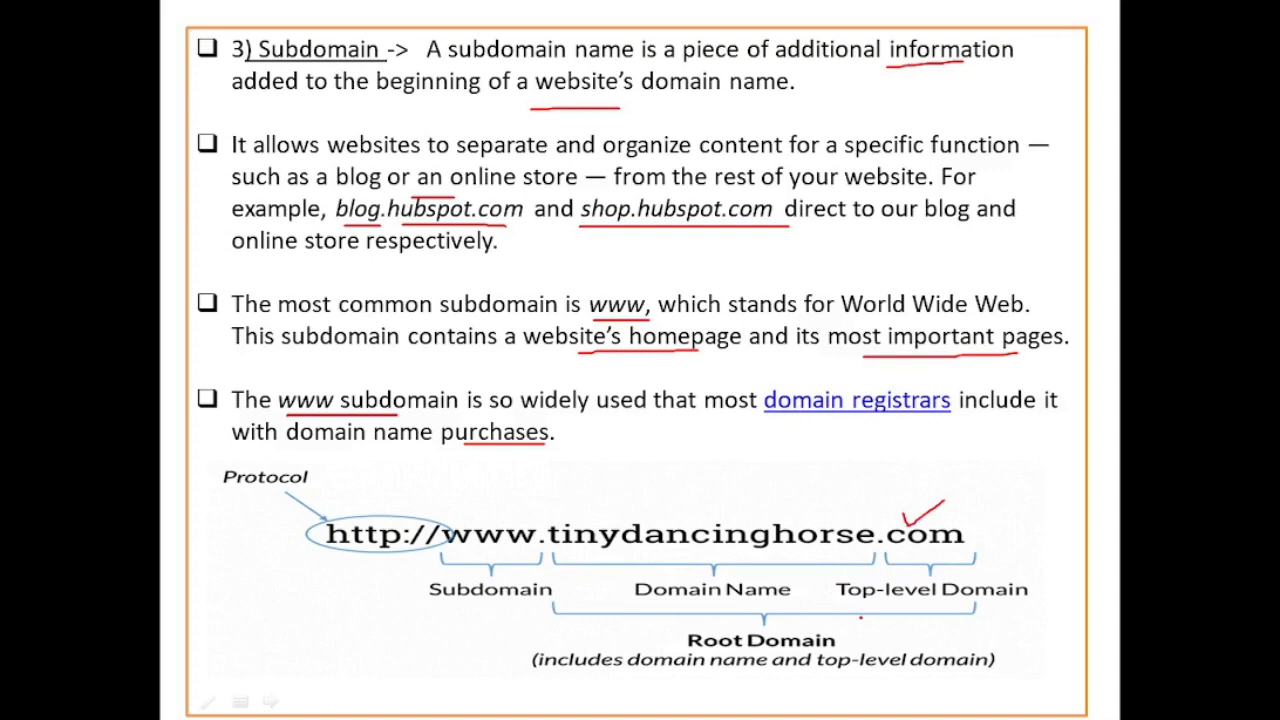 ❑ 3) Subdomain -> A subdomain name is a piece of additional information
added to the beginning of a website’s domain name.
❑ It allows websites to separate and organize content for a specific function —
such as a blog or an online store — from the rest of your website. For
example, blog.hubspot.com and shop.hubspot.com direct to our blog and
online store respectively.
❑ The most common subdomain is www, which stands for World Wide Web.
This subdomain contains a website’s homepage and its most important pages.
❑ The www subdomain is so widely used that most domain registrars include it
with domain name purchases.
Protocol
http://www.tinydancinghorse.com
Subdomain Domain Name Top-level Domain
Root Domain
(includes domain name and top-level domain)